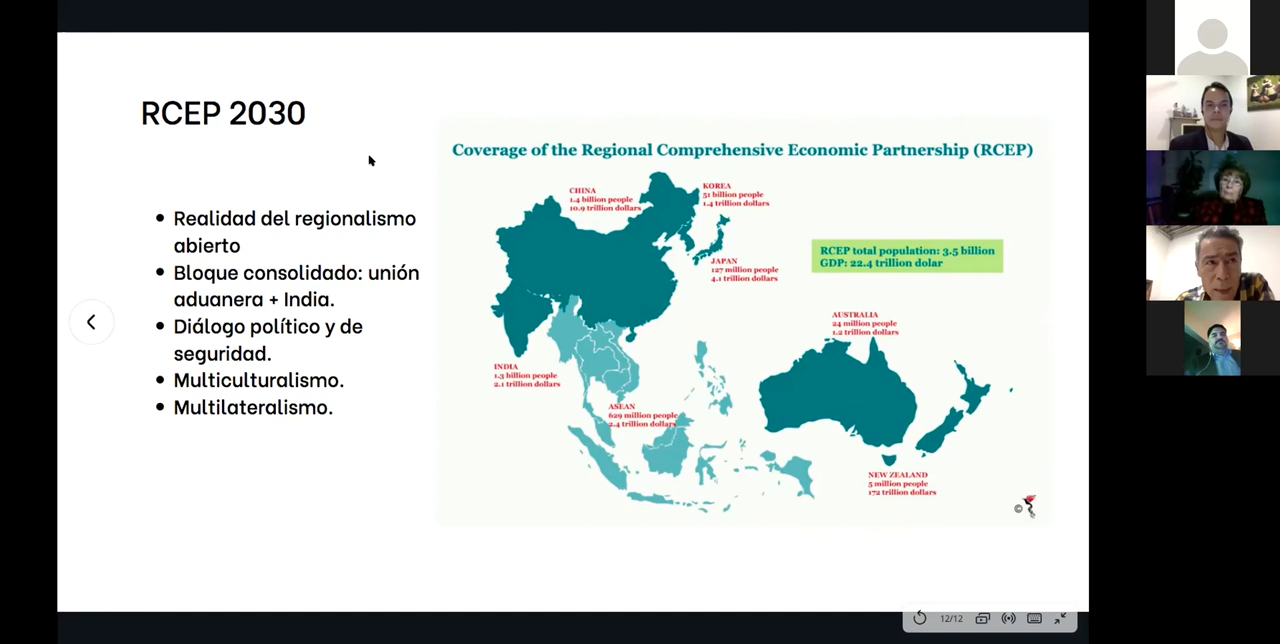 RCEP 2030
• Realidad del regionalismo
abierto
• Bloque consolidado: unión
aduanera + India.
• Diálogo político y de
seguridad.
• Multiculturalismo.
• Multilateralismo.
Coverage of the Regional Comprehensive Economic Partnership (RCEP)
CHINA
1.4 billion people
10.9 trillion dollars
KOREA
51 billion people
1.4 trillion dollars
JAPAN
127 million people
4.1 trillion dollars
RCEP total population: 3.5 billion
GDP: 22.4 trillion dolar
AUSTRALIA
24 million people
1.2 trillion dollars
INDIA
1.3 billion people
2.1 trillion dollars
ASEAN
629 million people
2.4 trillion dollars
NEW ZEALAND
5 million people
172 trillion dollars
©
12/12